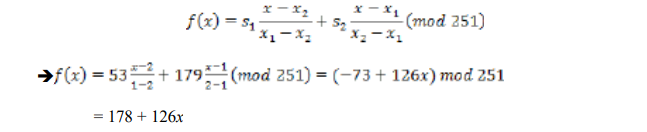 f(x) = s₁ (x − x₂)/(x₁ − x₂) + s₂ (x − x₁)/(x₂ − x₁) (mod 251)
➔f(x) = 53 (x−2)/(1−2) + 179 (x−1)/(2−1) (mod 251) = (−73 + 126x) mod 251
= 178 + 126x